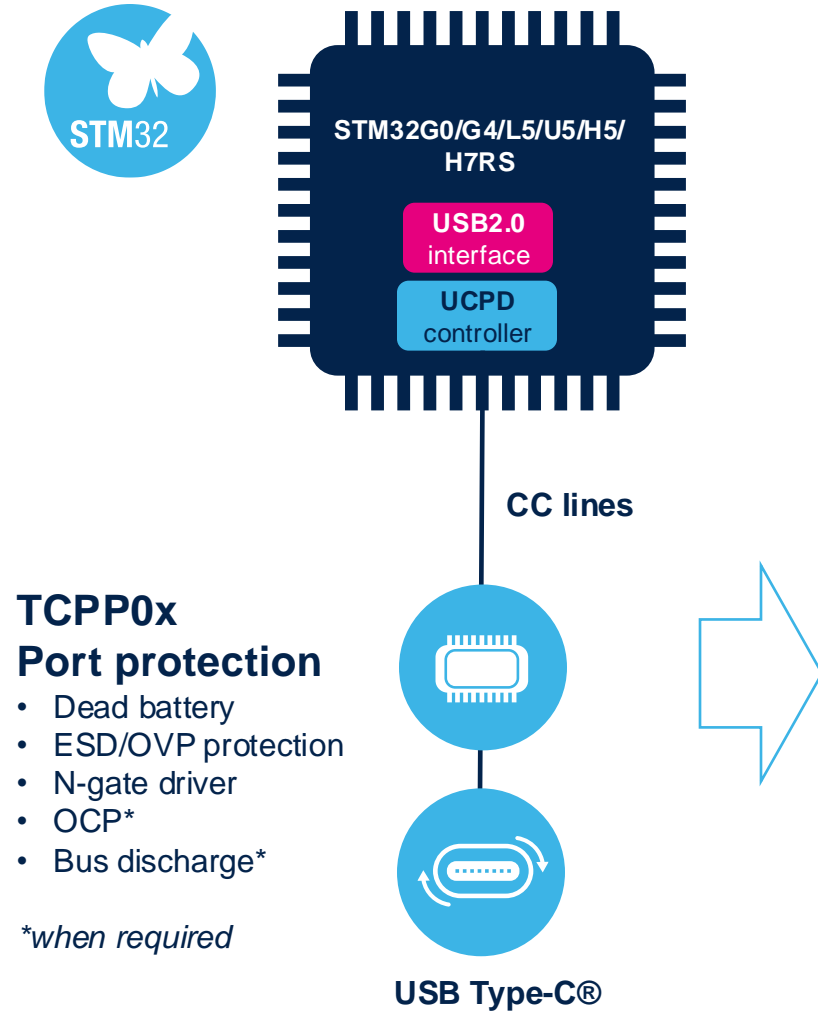 STM32
STM32G0/G4/L5/U5/H5/
H7RS
USB2.0
interface
UCPD
controller
CC lines
TCPP0x
Port protection
• Dead battery
• ESD/OVP protection
• N-gate driver
• OCP*
• Bus discharge*
*when required
USB Type-C®